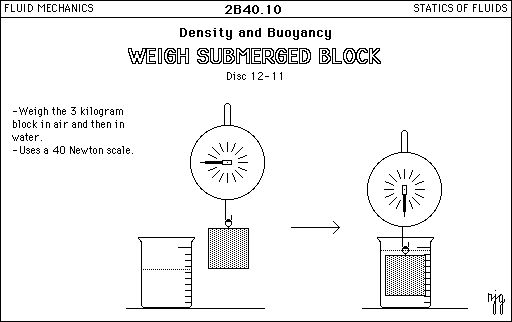 FLUID MECHANICS
2B40.10
STATICS OF FLUIDS
Density and Buoyancy
WEIGH SUBMERGED BLOCK
Disc 12-11
-Weigh the 3 kilogram
block in air and then in
water.
-Uses a 40 Newton scale.
njg